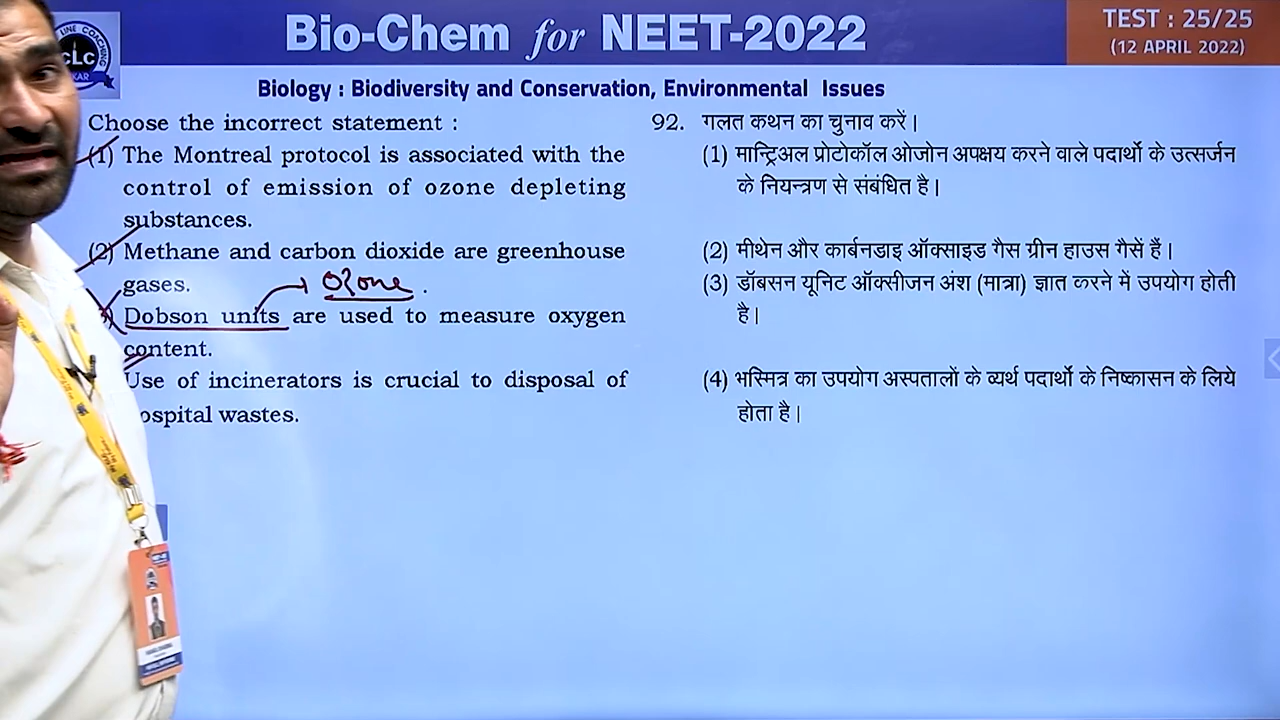 Bio-Chem for NEET-2022
TEST : 25/25
(12 APRIL 2022)
LINE COACHING
CLC
Biology : Biodiversity and Conservation, Environmental Issues
Choose the incorrect statement :
(1) The Montreal protocol is associated with the
control of emission of ozone depleting
substances.
(2) Methane and carbon dioxide are greenhouse
gases.
Ozone
Dobson units are used to measure oxygen
content.
Use of incinerators is crucial to disposal of
ospital wastes.
92. गलत कथन का चुनाव करें।
(1) मान्ट्रिअल प्रोटोकॉल ओजोन अपक्षय करने वाले पदार्थो के उत्सर्जन
के नियन्त्रण से संबंधित है।
(2) मीथेन और कार्बनडाइ ऑक्साइड गैस ग्रीन हाउस गैसें हैं।
(3) डॉबसन यूनिट ऑक्सीजन अंश (मात्रा) ज्ञात करने में उपयोग होती
है।
(4) भस्मित्र का उपयोग अस्पतालों के व्यर्थ पदार्थो के निष्कासन के लिये
होता है।